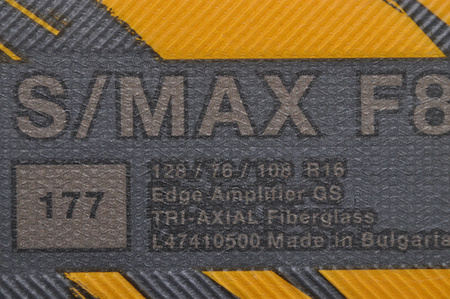 S/MAX F8
177
128 / 76 / 108 R16
Edge Amplifier GS
TRI-AXIAL Fiberglass
L47410500 Made in Bulgaria